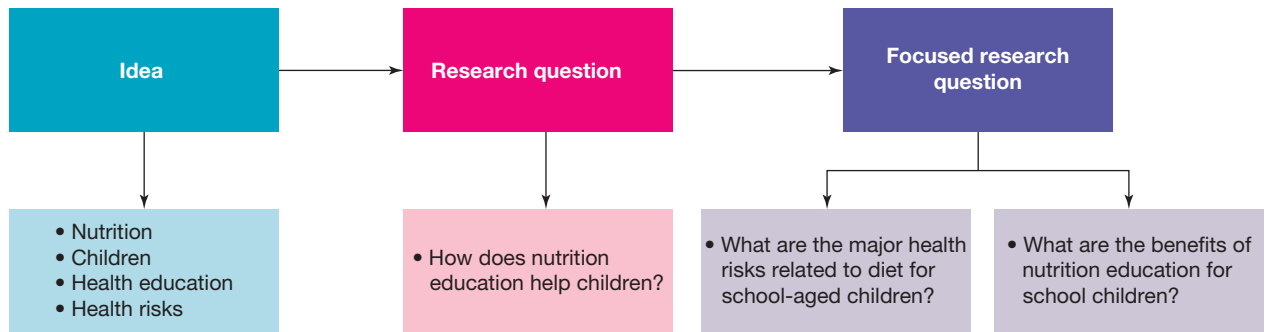 Idea
Research question
Focused research
question
• Nutrition
• Children
• Health education
• Health risks
• How does nutrition
education help children?
• What are the major health
risks related to diet for
school-aged children?
• What are the benefits of
nutrition education for
school children?